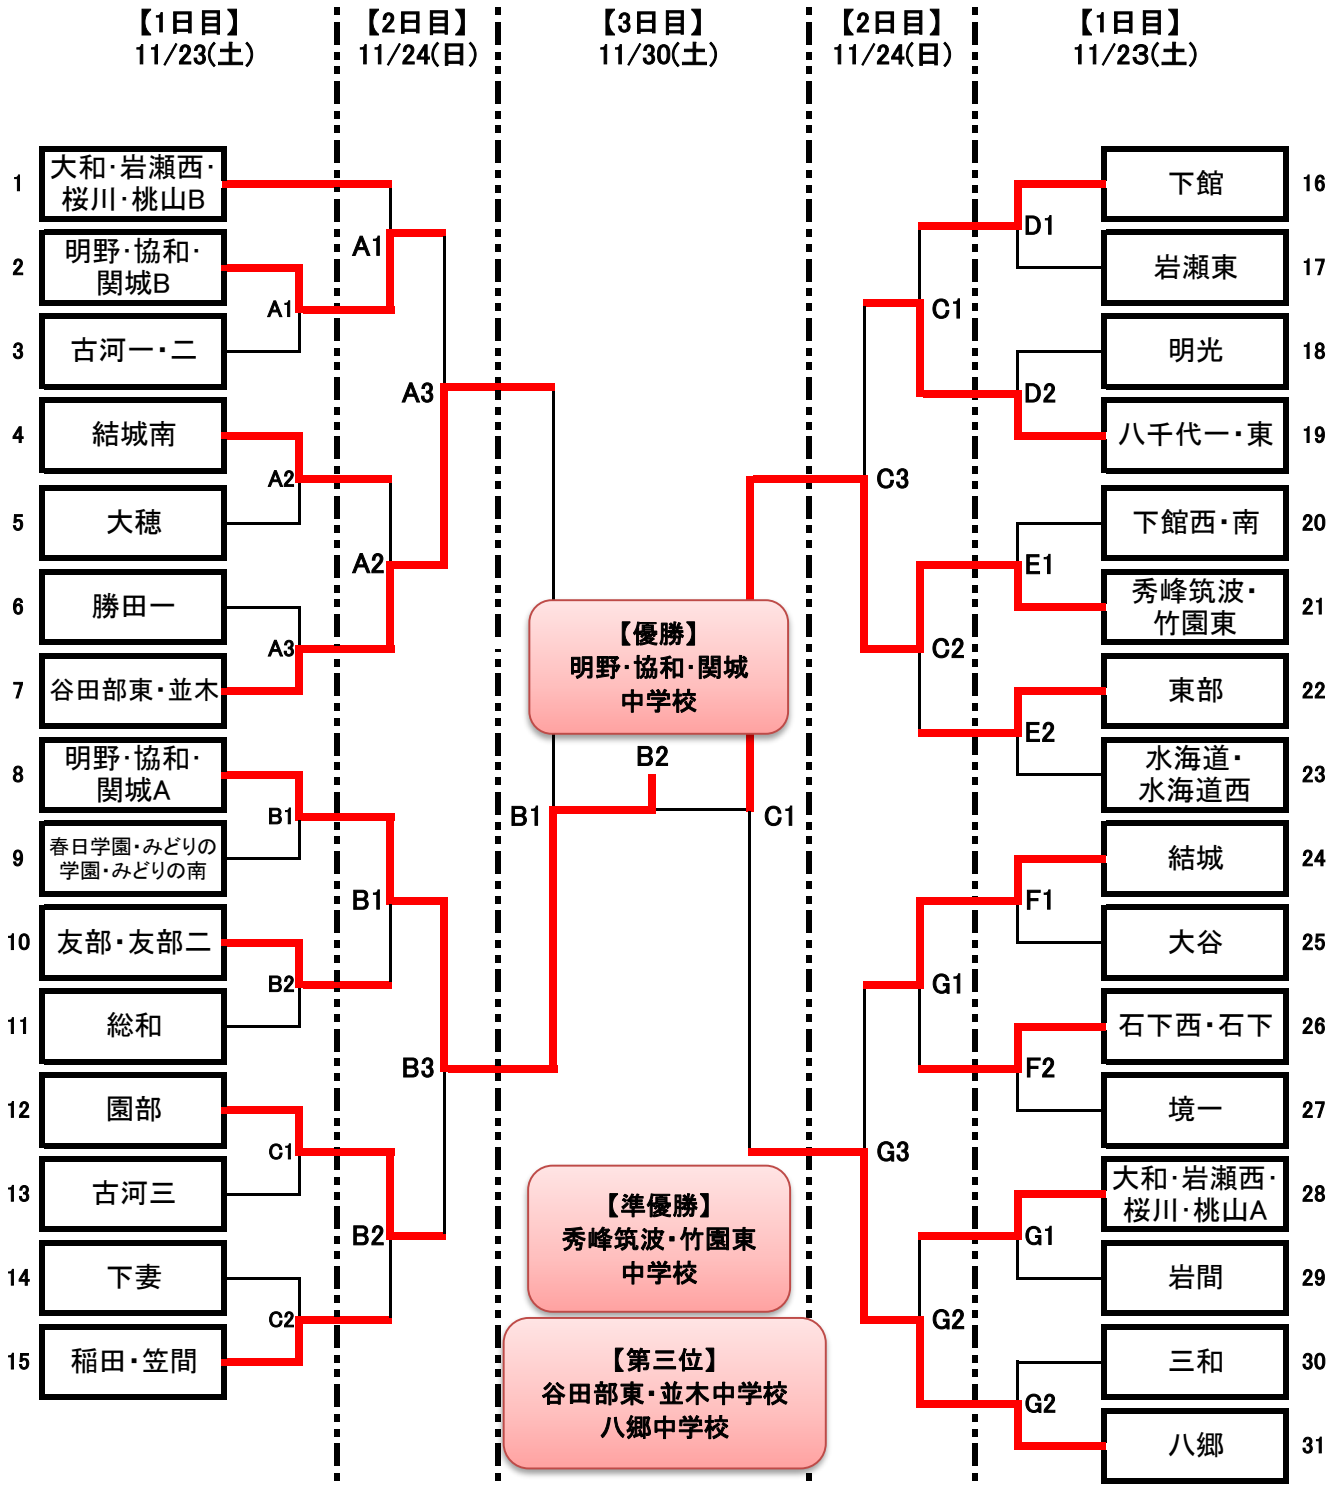 【1日目】
11/23(土)
【2日目】
11/24(日)
【3日目】
11/30(土)
【2日目】
11/24(日)
【1日目】
11/23(土)
1
大和・岩瀬西・
桜川・桃山B
2
明野・協和・
関城B
3
古河一・二
4
結城南
5
大穂
6
勝田一
7
谷田部東・並木
8
明野・協和・
関城A
9
春日学園・みどりの
学園・みどりの南
10
友部・友部二
11
総和
12
園部
13
古河三
14
下妻
15
稲田・笠間
A1
A2
A3
B1
B2
C1
C2
A1
A2
B1
B2
A3
B3
B1
【優勝】
明野・協和・関城
中学校
B2
C1
【準優勝】
秀峰筑波・竹園東
中学校
【第三位】
谷田部東・並木中学校
八郷中学校
C3
G3
C1
C2
G1
G2
D1
D2
E1
E2
F1
F2
G1
G2
下館
16
岩瀬東
17
明光
18
八千代一・東
19
下館西・南
20
秀峰筑波・
竹園東
21
東部
22
水海道・
水海道西
23
結城
24
大谷
25
石下西・石下
26
境一
27
大和・岩瀬西・
桜川・桃山A
28
岩間
29
三和
30
八郷
31